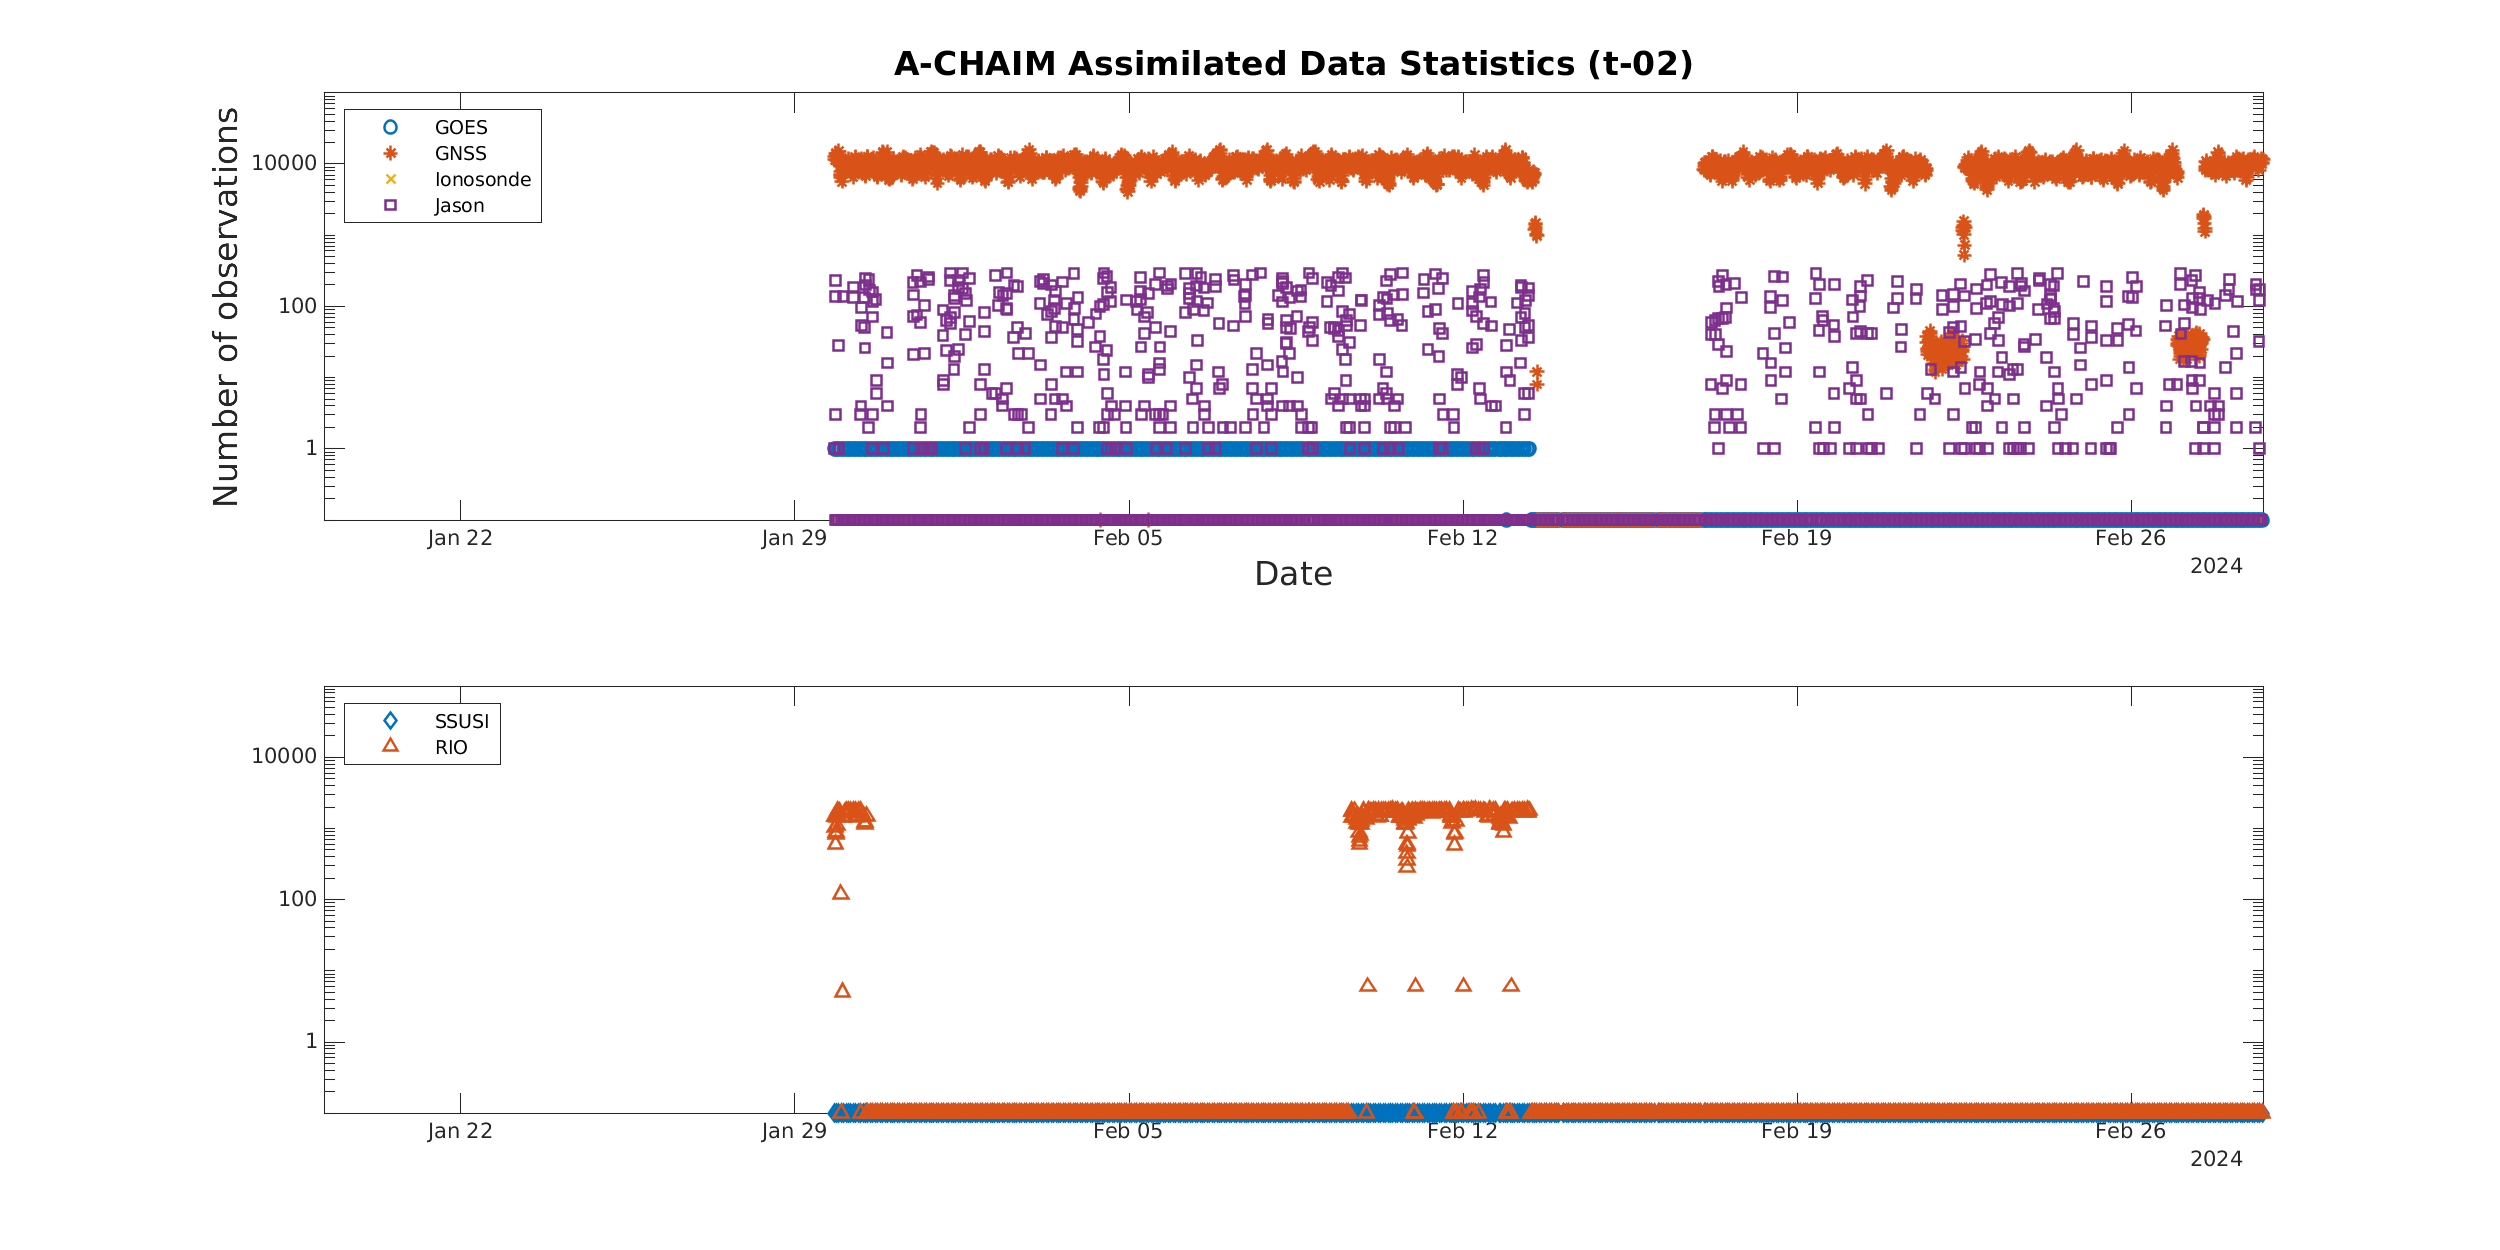 A-CHAIM Assimilated Data Statistics (t-02)
Number of observations
10000
100
1
GOES
GNSS
Ionosonde
Jason
Jan 22
Jan 29
Feb 05
Feb 12
Feb 19
Feb 26
2024
Date
10000
100
1
SSUSI
RIO
Jan 22
Jan 29
Feb 05
Feb 12
Feb 19
Feb 26
2024